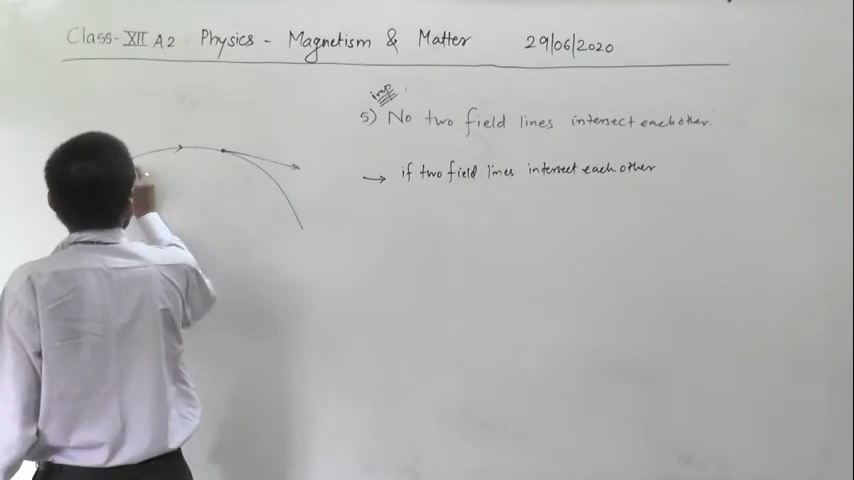 Class-XII A2 Physics - Magnetism & Matter 29/06/2020
imp
5) No two field lines intersect each other.
→ if two field lines intersect each other